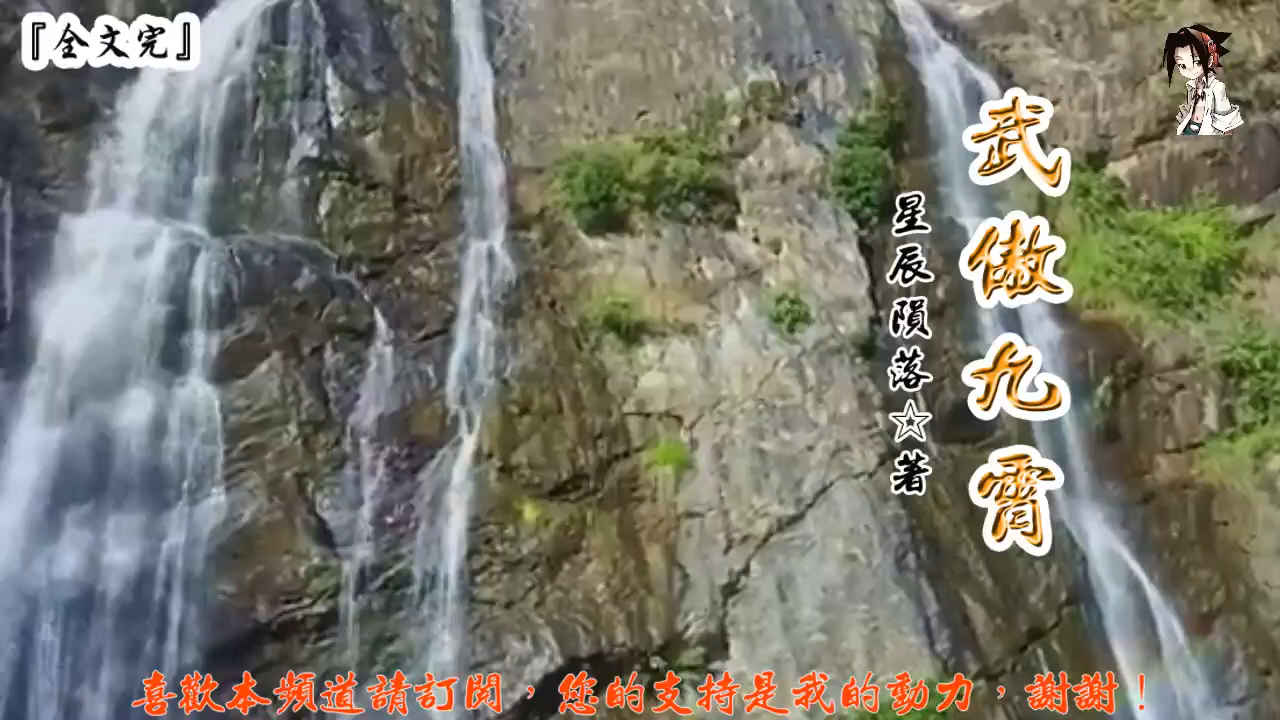 『全文完』
武傲九霄
星辰隕落☆著
喜歡本頻道請訂閱，您的支持是我的動力，謝謝！